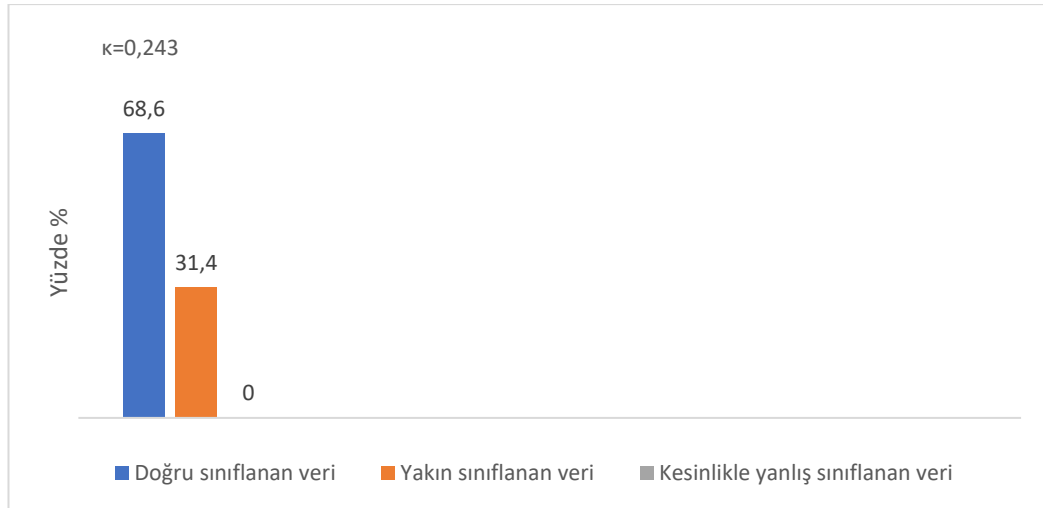 κ=0,243
68,6
31,4
0
Yüzde %
Doğru sınıflanan veri
Yakın sınıflanan veri
Kesinlikle yanlış sınıflanan veri